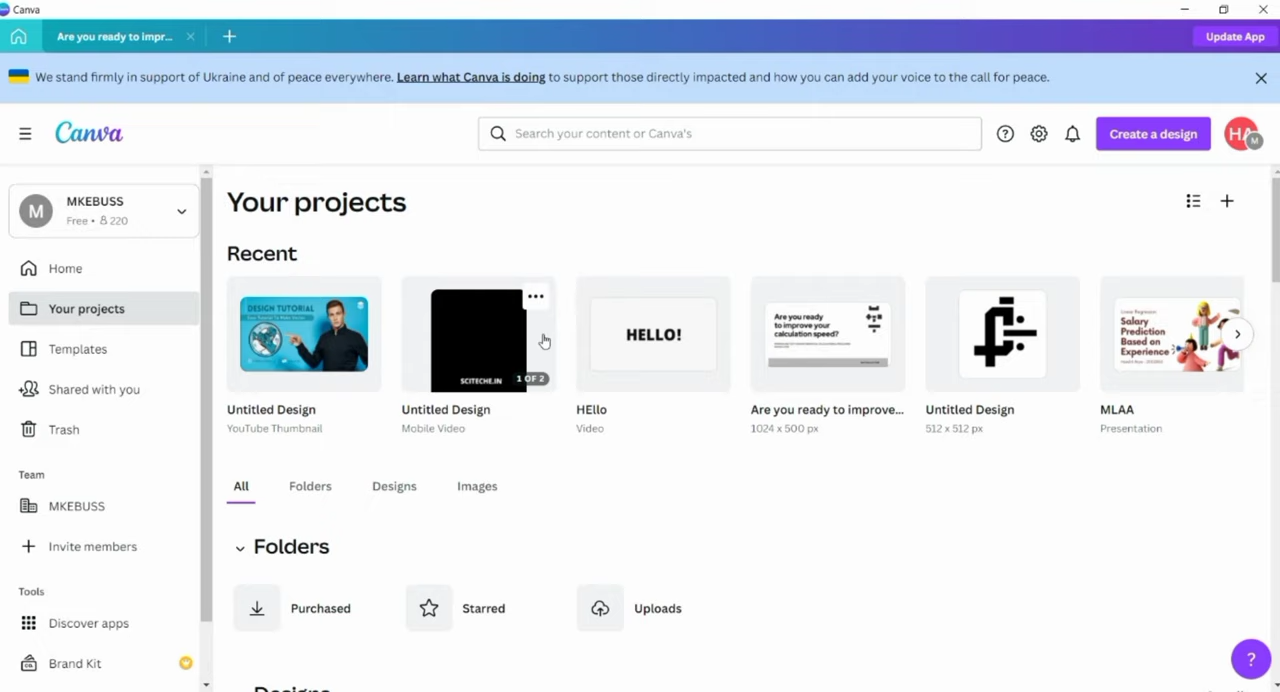 Canva
Are you ready to impr...
Update App
We stand firmly in support of Ukraine and of peace everywhere. Learn what Canva is doing to support those directly impacted and how you can add your voice to the call for peace.
Canva
Search your content or Canva's
Create a design
HA
M
M
MKEBUSS
Free • 220
Home
Your projects
Templates
Shared with you
Trash
Team
MKEBUSS
Invite members
Tools
Discover apps
Brand Kit
Your projects
Recent
DESIGN TUTORIAL
SCITECHE.IN
1 OF 2
HELLO!
Are you ready
to improve your
calculation speed?
Salary
Prediction
Based on
Experience
Untitled Design
YouTube Thumbnail
Untitled Design
Mobile Video
HEllo
Video
Are you ready to improve...
1024 x 500 px
Untitled Design
512 x 512 px
MLAA
Presentation
All
Folders
Designs
Images
Folders
Purchased
Starred
Uploads
Designs
?